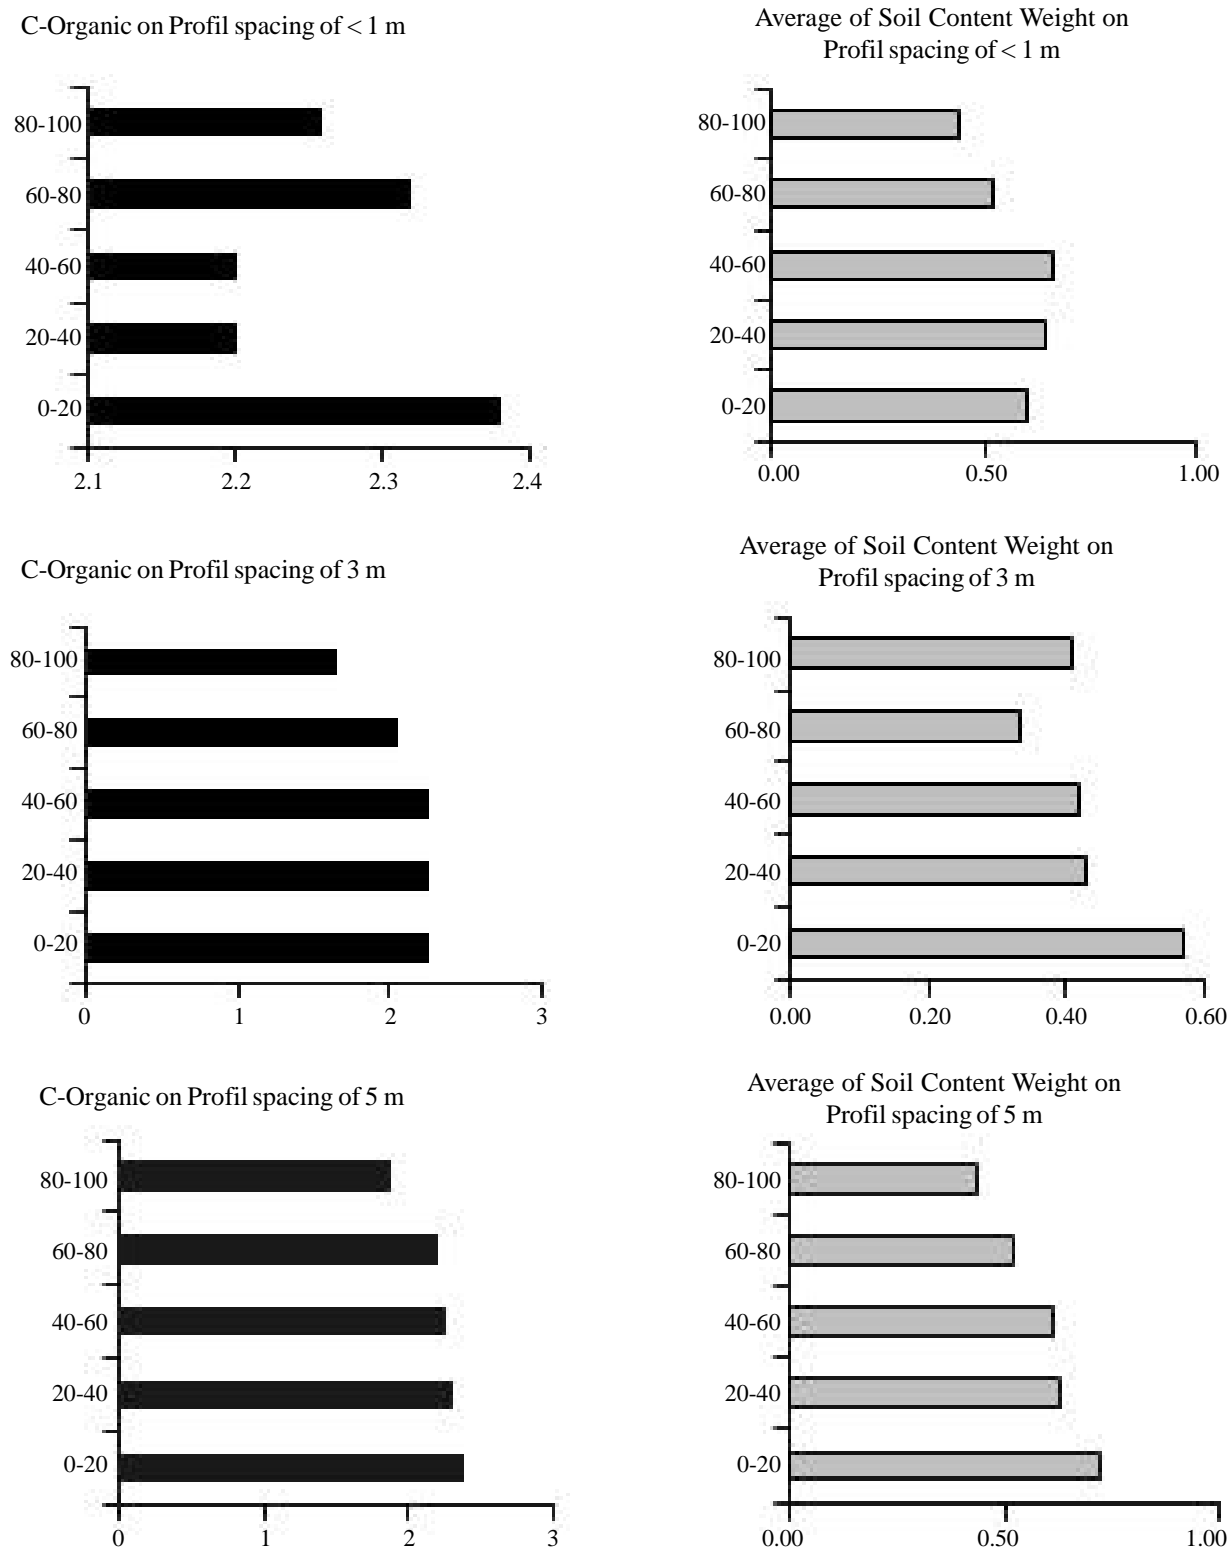 C-Organic on Profil spacing of < 1 m
80-100
60-80
40-60
20-40
0-20
2.1 2.2 2.3 2.4
Average of Soil Content Weight on
Profil spacing of < 1 m
80-100
60-80
40-60
20-40
0-20
0.00 0.50 1.00
C-Organic on Profil spacing of 3 m
80-100
60-80
40-60
20-40
0-20
0 1 2 3
Average of Soil Content Weight on
Profil spacing of 3 m
80-100
60-80
40-60
20-40
0-20
0.00 0.20 0.40 0.60
C-Organic on Profil spacing of 5 m
80-100
60-80
40-60
20-40
0-20
0 1 2 3
Average of Soil Content Weight on
Profil spacing of 5 m
80-100
60-80
40-60
20-40
0-20
0.00 0.50 1.00